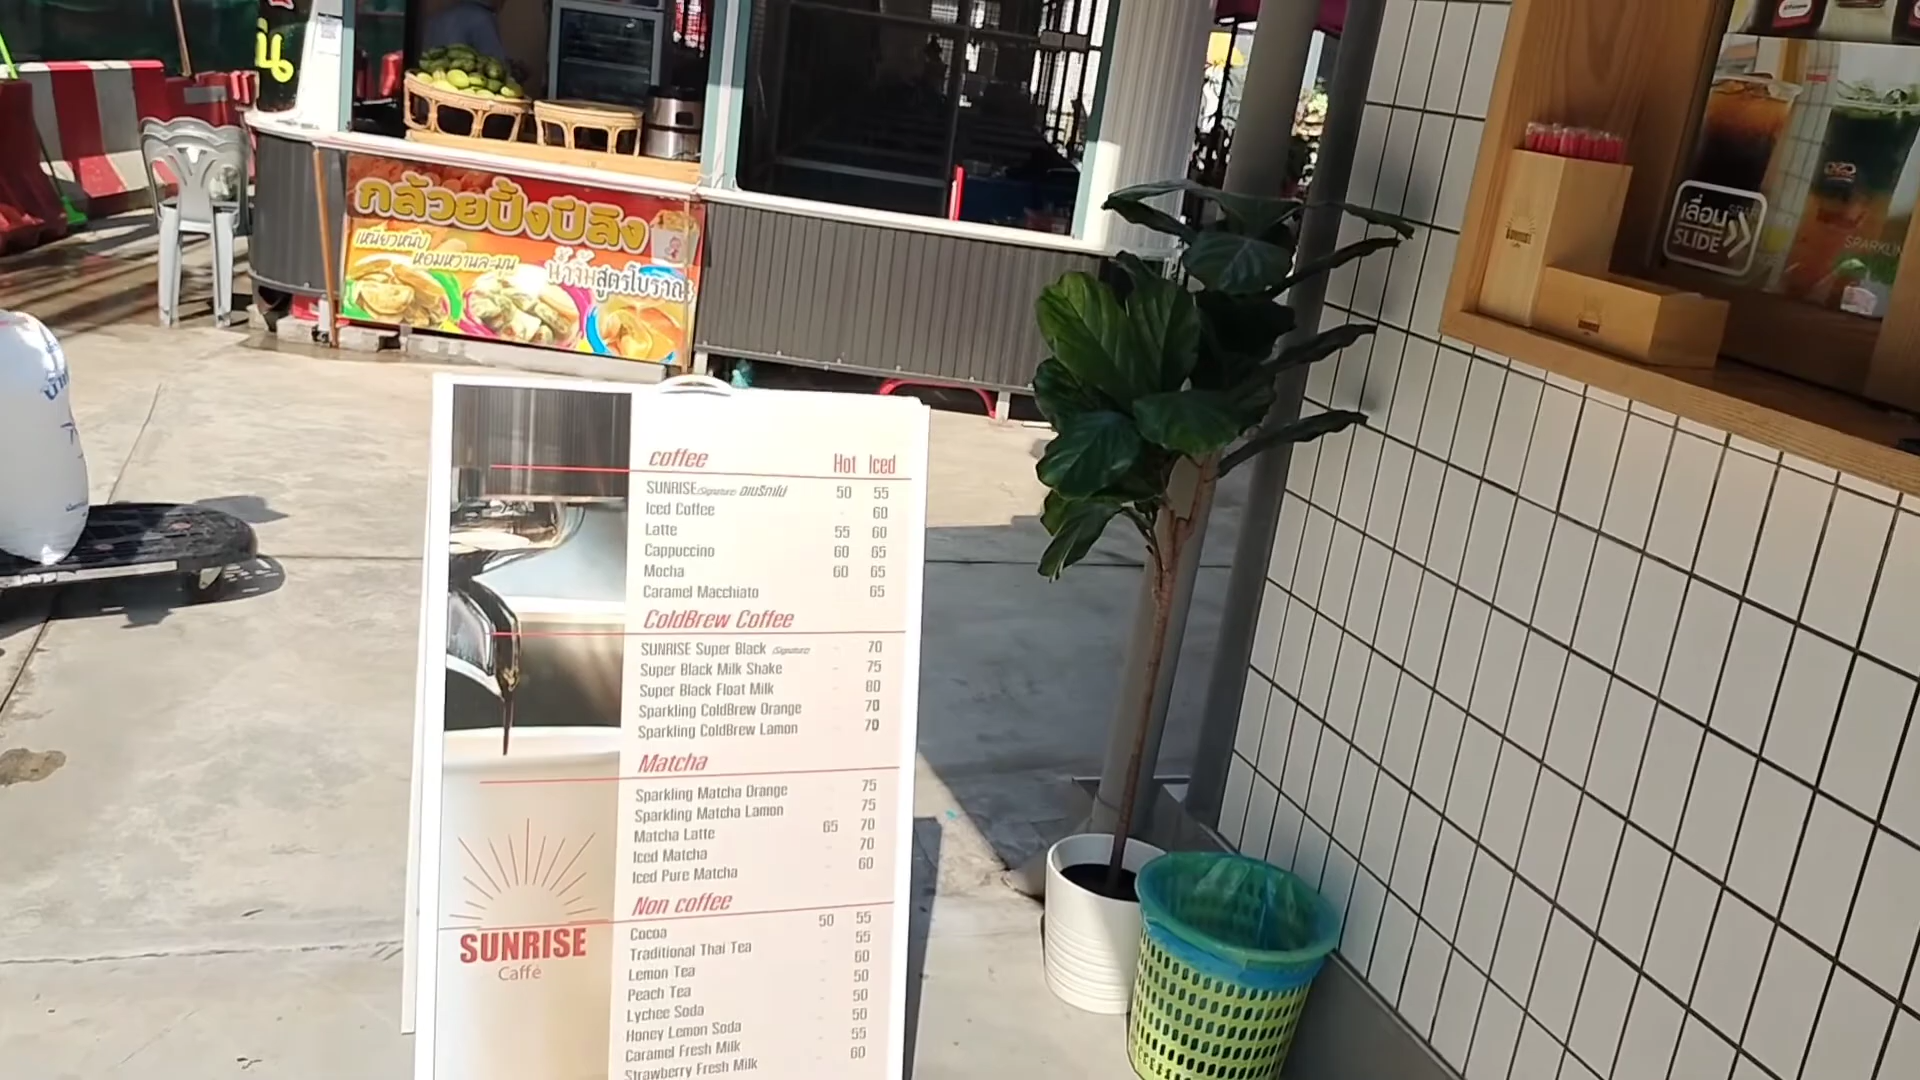 กล้วยปิ้งปีลิง
เหนียวหนึบ
หอมหวานละมุน
น้ำจิ้มสูตรโบราณ
เลื่อน
SLIDE
coffee Hot Iced
SUNRISE (Signature) อเมริกาโน่ 50 55
Iced Coffee - 60
Latte 55 60
Cappuccino 60 65
Mocha 60 65
Caramel Macchiato 65
ColdBrew Coffee
SUNRISE Super Black (Signature) - 70
Super Black Milk Shake - 75
Super Black Float Milk - 80
Sparkling ColdBrew Orange 70
Sparkling ColdBrew Lamon 70
Matcha
Sparkling Matcha Orange 75
Sparkling Matcha Lamon 75
Matcha Latte 65 70
Iced Matcha 70
Iced Pure Matcha 60
Non coffee
Cocoa 50 55
Traditional Thai Tea 55
Lemon Tea 60
Peach Tea 50
Lychee Soda 50
Honey Lemon Soda 50
Caramel Fresh Milk 55
Strawberry Fresh Milk 60
SUNRISE
Caffé